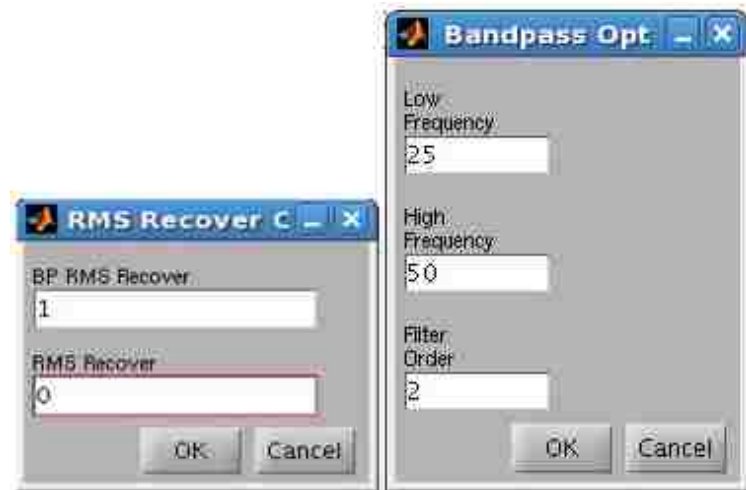 RMS Recover C
BP RMS Recover
1
RMS Recover
0
OK
Cancel
Bandpass Opt
Low
Frequency
25
High
Frequency
50
Filter
Order
2
OK
Cancel